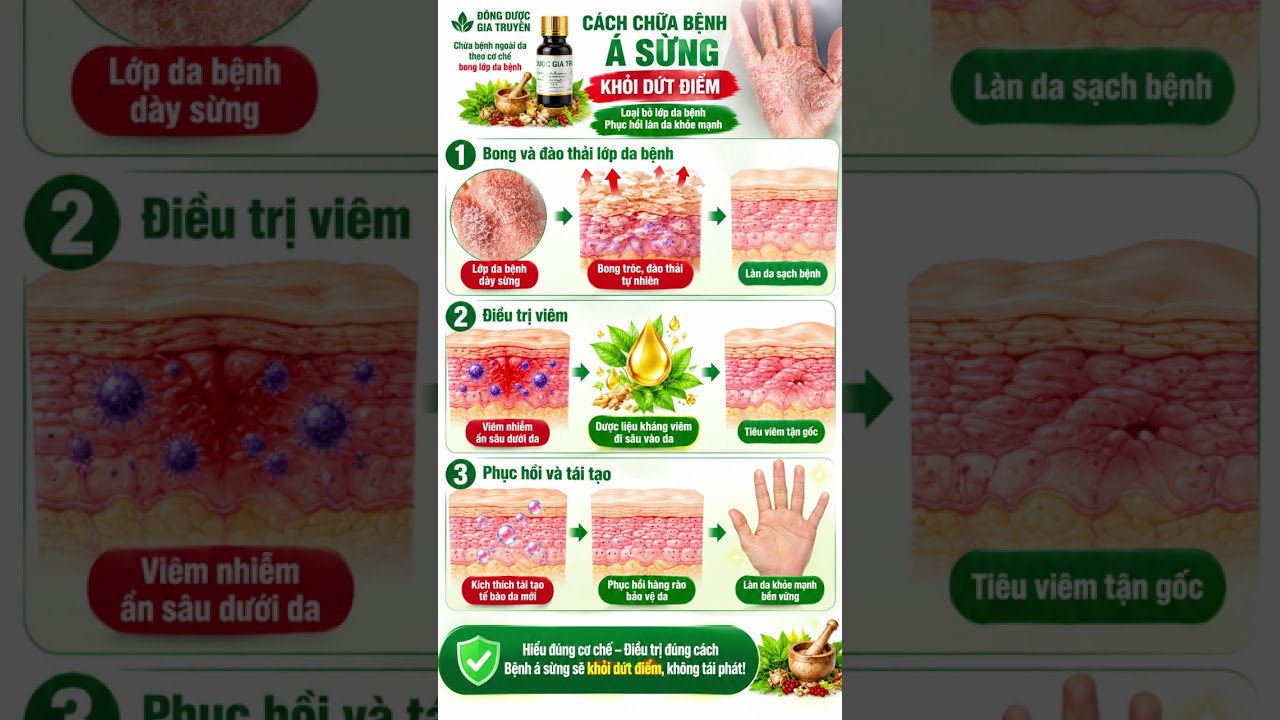 ĐÔNG DƯỢC
GIA TRUYỀN
Chữa bệnh ngoài da
theo cơ chế
bong lớp da bệnh
CÁCH CHỮA BỆNH
Á SỪNG
KHỎI DỨT ĐIỂM
Loại bỏ lớp da bệnh
Phục hồi làn da khỏe mạnh
1 Bong và đào thải lớp da bệnh
Lớp da bệnh
dày sừng
Bong tróc, đào thải
tự nhiên
Làn da sạch bệnh
2 Điều trị viêm
Viêm nhiễm
ẩn sâu dưới da
Dược liệu kháng viêm
đi sâu vào da
Tiêu viêm tận gốc
3 Phục hồi và tái tạo
Kích thích tái tạo
tế bào da mới
Phục hồi hàng rào
bảo vệ da
Làn da khỏe mạnh
bền vững
Hiểu đúng cơ chế – Điều trị đúng cách
Bệnh á sừng sẽ khỏi dứt điểm, không tái phát!
Lớp da bệnh
dày sừng
Làn da sạch bệnh
2 Điều trị viêm
Viêm nhiễm
ẩn sâu dưới da
Tiêu viêm tận gốc
3 Phục hồi và tá